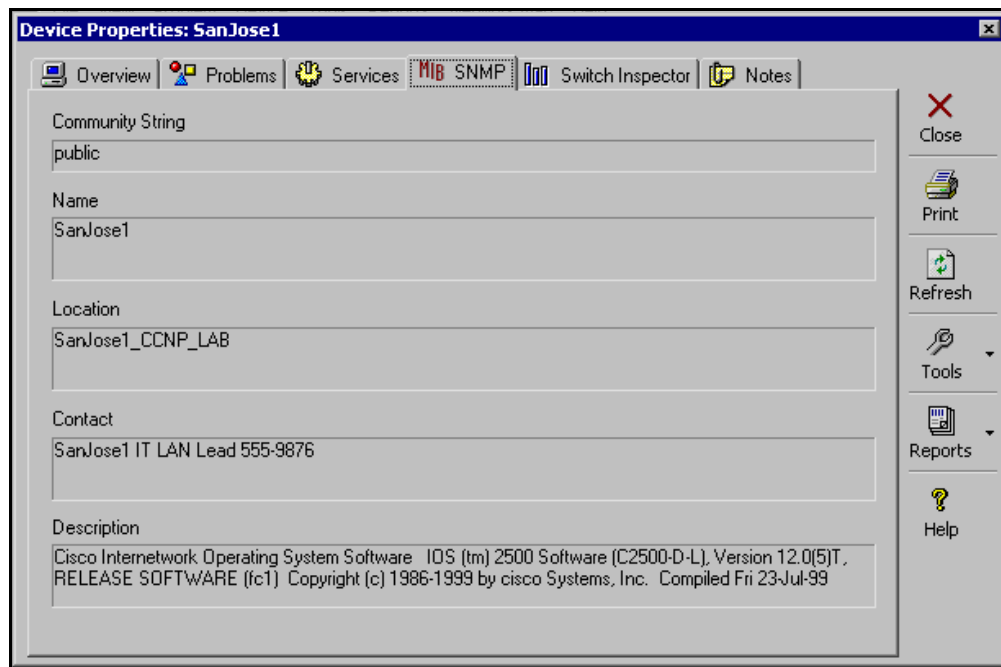 Device Properties: SanJose1
Overview
Problems
Services
MIB SNMP
Switch Inspector
Notes
Community String
public
Name
SanJose1
Location
SanJose1_CCNP_LAB
Contact
SanJose1 IT LAN Lead 555-9876
Description
Cisco Internetwork Operating System Software   IOS (tm) 2500 Software (C2500-D-L), Version 12.0(5)T,
RELEASE SOFTWARE (fc1)  Copyright (c) 1986-1999 by cisco Systems, Inc.  Compiled Fri 23-Jul-99
Close
Print
Refresh
Tools
Reports
Help